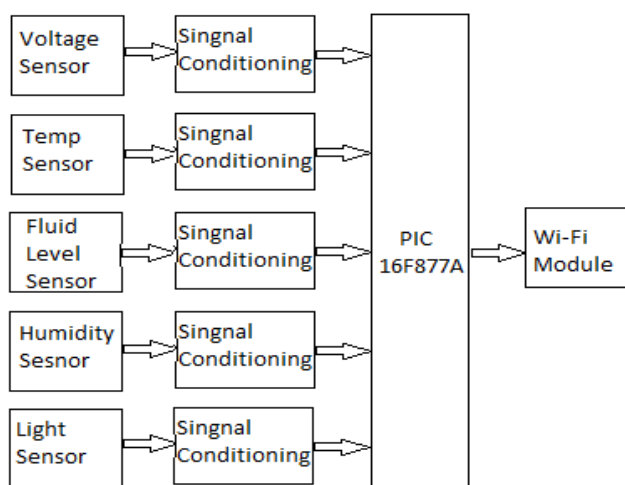 Voltage
Sensor
Singnal
Conditioning
Temp
Sensor
Singnal
Conditioning
Fluid
Level
Sensor
Singnal
Conditioning
Humidity
Sesnor
Singnal
Conditioning
Light
Sensor
Singnal
Conditioning
PIC
16F877A
Wi-Fi
Module